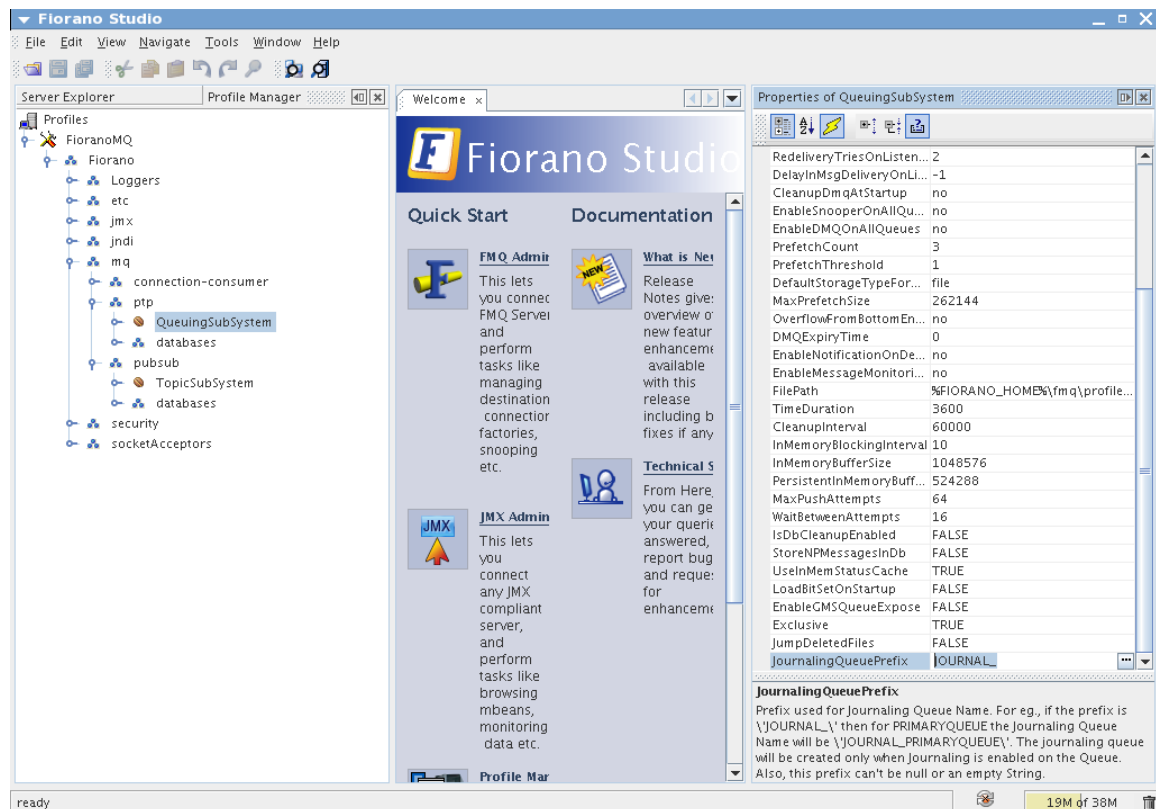 Fiorano Studio
File Edit View Navigate Tools Window Help
Server Explorer
Profile Manager
Profiles
FioranoMQ
Fiorano
Loggers
etc
jmx
jndi
mq
connection-consumer
ptp
QueuingSubSystem
databases
pubsub
TopicSubSystem
databases
security
socketAcceptors
Welcome
Fiorano Studio
Quick Start
FMQ Admir
This lets
you connec
FMQ Server
and
perform
tasks like
managing
destination
connection
factories,
snooping
etc.
JMX
JMX Admin
This lets
you
connect
any JMX
compliant
server,
and
perform
tasks like
browsing
mbeans,
monitoring
data etc.
Profile Mar
Documentation
NEW
What is Nev
Release
Notes gives
overview o
new featur
enhanceme
available
with this
release
including b
fixes if any
Technical S
From Here,
you can ge
your querie
answered,
report bug
and reques
for
enhanceme
Properties of QueuingSubSystem
RedeliveryTriesOnListen... 2
DelayInMsgDeliveryOnLi... -1
CleanupDmqAtStartup no
EnableSnooperOnAllQu... no
EnableDMQOnAllQueues no
PrefetchCount 3
PrefetchThreshold 1
DefaultStorageTypeFor... file
MaxPrefetchSize 262144
OverflowFromBottomEn... no
DMQExpiryTime 0
EnableNotificationOnDe... no
EnableMessageMonitori... no
FilePath %FIORANO_HOME%\fmq\profile...
TimeDuration 3600
CleanupInterval 60000
InMemoryBlockingInterval 10
InMemoryBufferSize 1048576
PersistentInMemoryBuff... 524288
MaxPushAttempts 64
WaitBetweenAttempts 16
IsDbCleanupEnabled FALSE
StoreNPMessagesInDb FALSE
UseInMemStatusCache TRUE
LoadBitSetOnStartup FALSE
EnableGMSQueueExpose FALSE
Exclusive TRUE
JumpDeletedFiles FALSE
JournalingQueuePrefix JOURNAL_
JournalingQueuePrefix
Prefix used for Journaling Queue Name. For eg., if the prefix is
\'JOURNAL_\' then for PRIMARYQUEUE the Journaling Queue
Name will be \'JOURNAL_PRIMARYQUEUE\'. The journaling queue
will be created only when Journaling is enabled on the Queue.
Also, this prefix can't be null or an empty String.
ready
19M of 38M